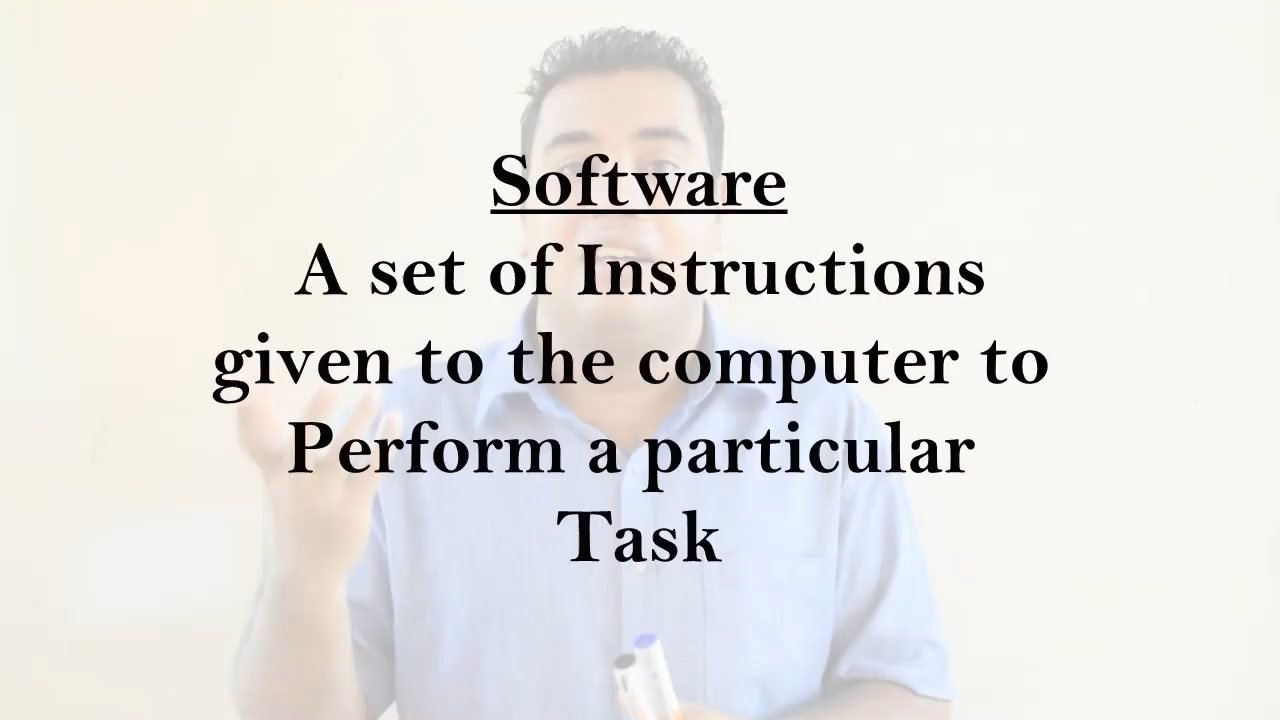 Software
A set of Instructions
given to the computer to
Perform a particular
Task